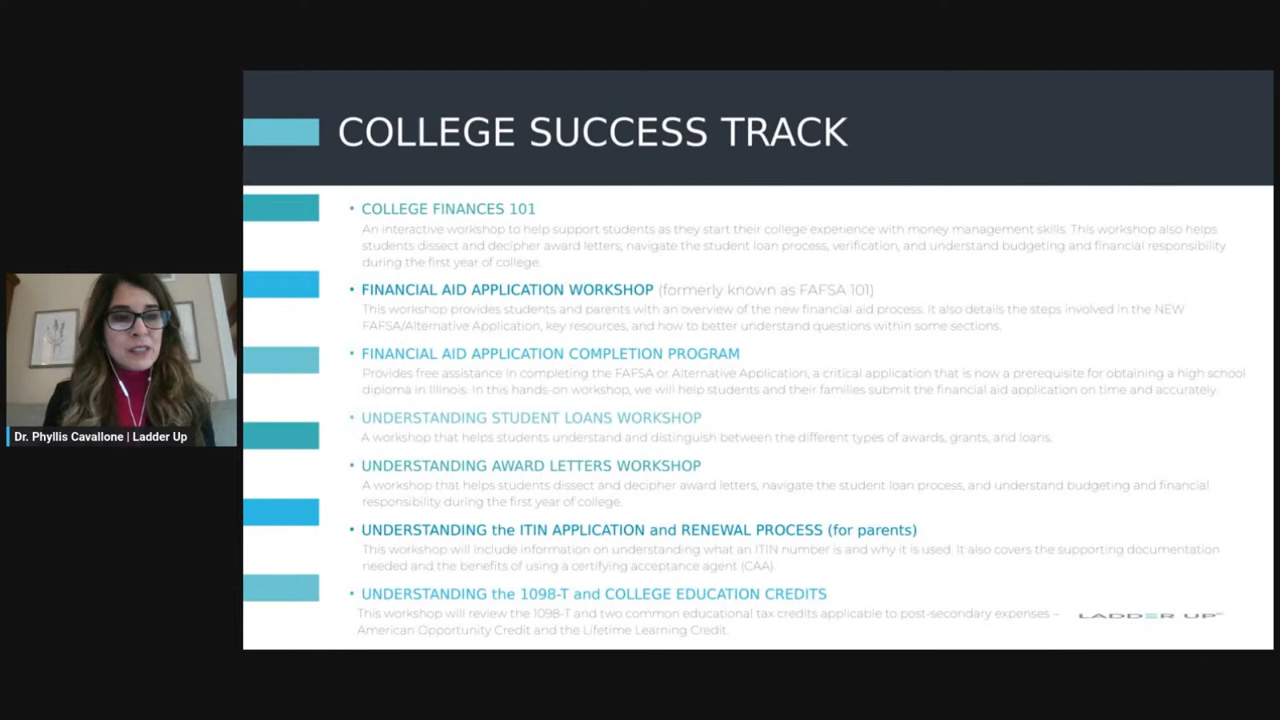 COLLEGE SUCCESS TRACK
• COLLEGE FINANCES 101
An interactive workshop to help support students as they start their college experience with money management skills. This workshop also helps
students dissect and decipher award letters, navigate the student loan process, verification, and understand budgeting and financial responsibility
during the first year of college.
• FINANCIAL AID APPLICATION WORKSHOP (formerly known as FAFSA 101)
This workshop provides students and parents with an overview of the new financial aid process. It also details the steps involved in the NEW
FAFSA/Alternative Application, key resources, and how to better understand questions within some sections.
• FINANCIAL AID APPLICATION COMPLETION PROGRAM
Provides free assistance in completing the FAFSA or Alternative Application, a critical application that is now a prerequisite for obtaining a high school
diploma in Illinois. In this hands-on workshop, we will help students and their families submit the financial aid application on time and accurately.
• UNDERSTANDING STUDENT LOANS WORKSHOP
A workshop that helps students understand and distinguish between the different types of awards, grants, and loans.
• UNDERSTANDING AWARD LETTERS WORKSHOP
A workshop that helps students dissect and decipher award letters, navigate the student loan process, and understand budgeting and financial
responsibility during the first year of college.
• UNDERSTANDING the ITIN APPLICATION and RENEWAL PROCESS (for parents)
This workshop will include information on understanding what an ITIN number is and why it is used. It also covers the supporting documentation
needed and the benefits of using a certifying acceptance agent (CAA).
• UNDERSTANDING the 1098-T and COLLEGE EDUCATION CREDITS
This workshop will review the 1098-T and two common educational tax credits applicable to post-secondary expenses –
American Opportunity Credit and the Lifetime Learning Credit.
LADDER UP
Dr. Phyllis Cavallone | Ladder Up